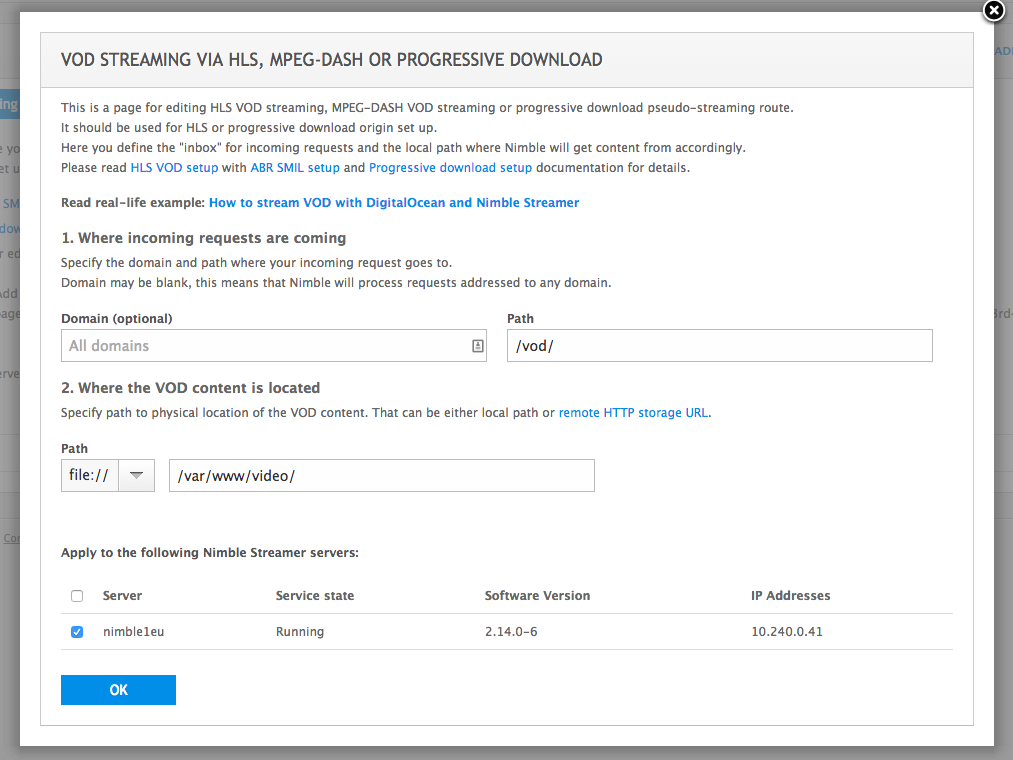 VOD STREAMING VIA HLS, MPEG-DASH OR PROGRESSIVE DOWNLOAD
This is a page for editing HLS VOD streaming, MPEG-DASH VOD streaming or progressive download pseudo-streaming route.
It should be used for HLS or progressive download origin set up.
Here you define the "inbox" for incoming requests and the local path where Nimble will get content from accordingly.
Please read HLS VOD setup with ABR SMIL setup and Progressive download setup documentation for details.
Read real-life example: How to stream VOD with DigitalOcean and Nimble Streamer
1. Where incoming requests are coming
Specify the domain and path where your incoming request goes to.
Domain may be blank, this means that Nimble will process requests addressed to any domain.
Domain (optional) Path
All domains /vod/
2. Where the VOD content is located
Specify path to physical location of the VOD content. That can be either local path or remote HTTP storage URL.
Path
file:// /var/www/video/
Apply to the following Nimble Streamer servers:
Server Service state Software Version IP Addresses
nimble1eu Running 2.14.0-6 10.240.0.41
OK